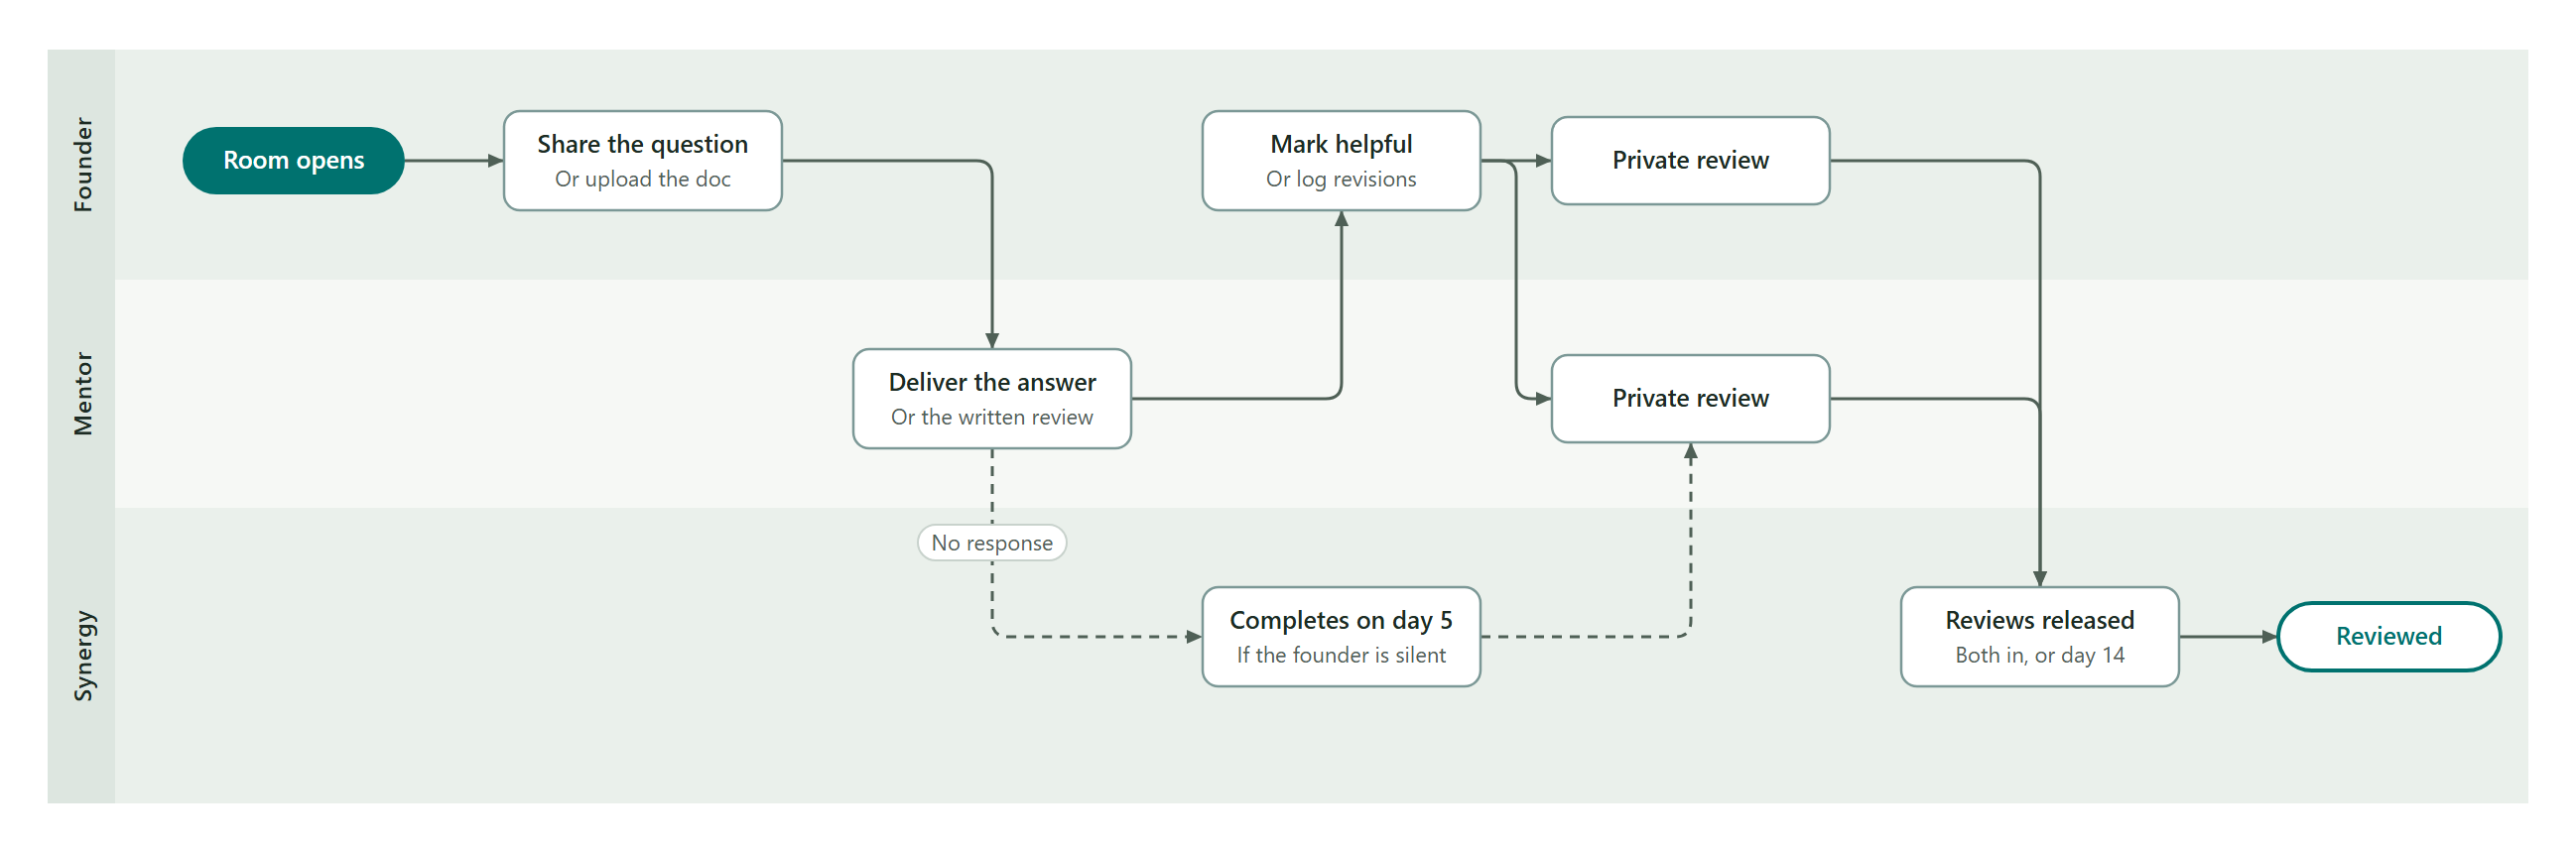 Founder
Room opens
Share the question
Or upload the doc
Mark helpful
Or log revisions
Private review
Mentor
Deliver the answer
Or the written review
Private review
Synergy
No response
Completes on day 5
If the founder is silent
Reviews released
Both in, or day 14
Reviewed